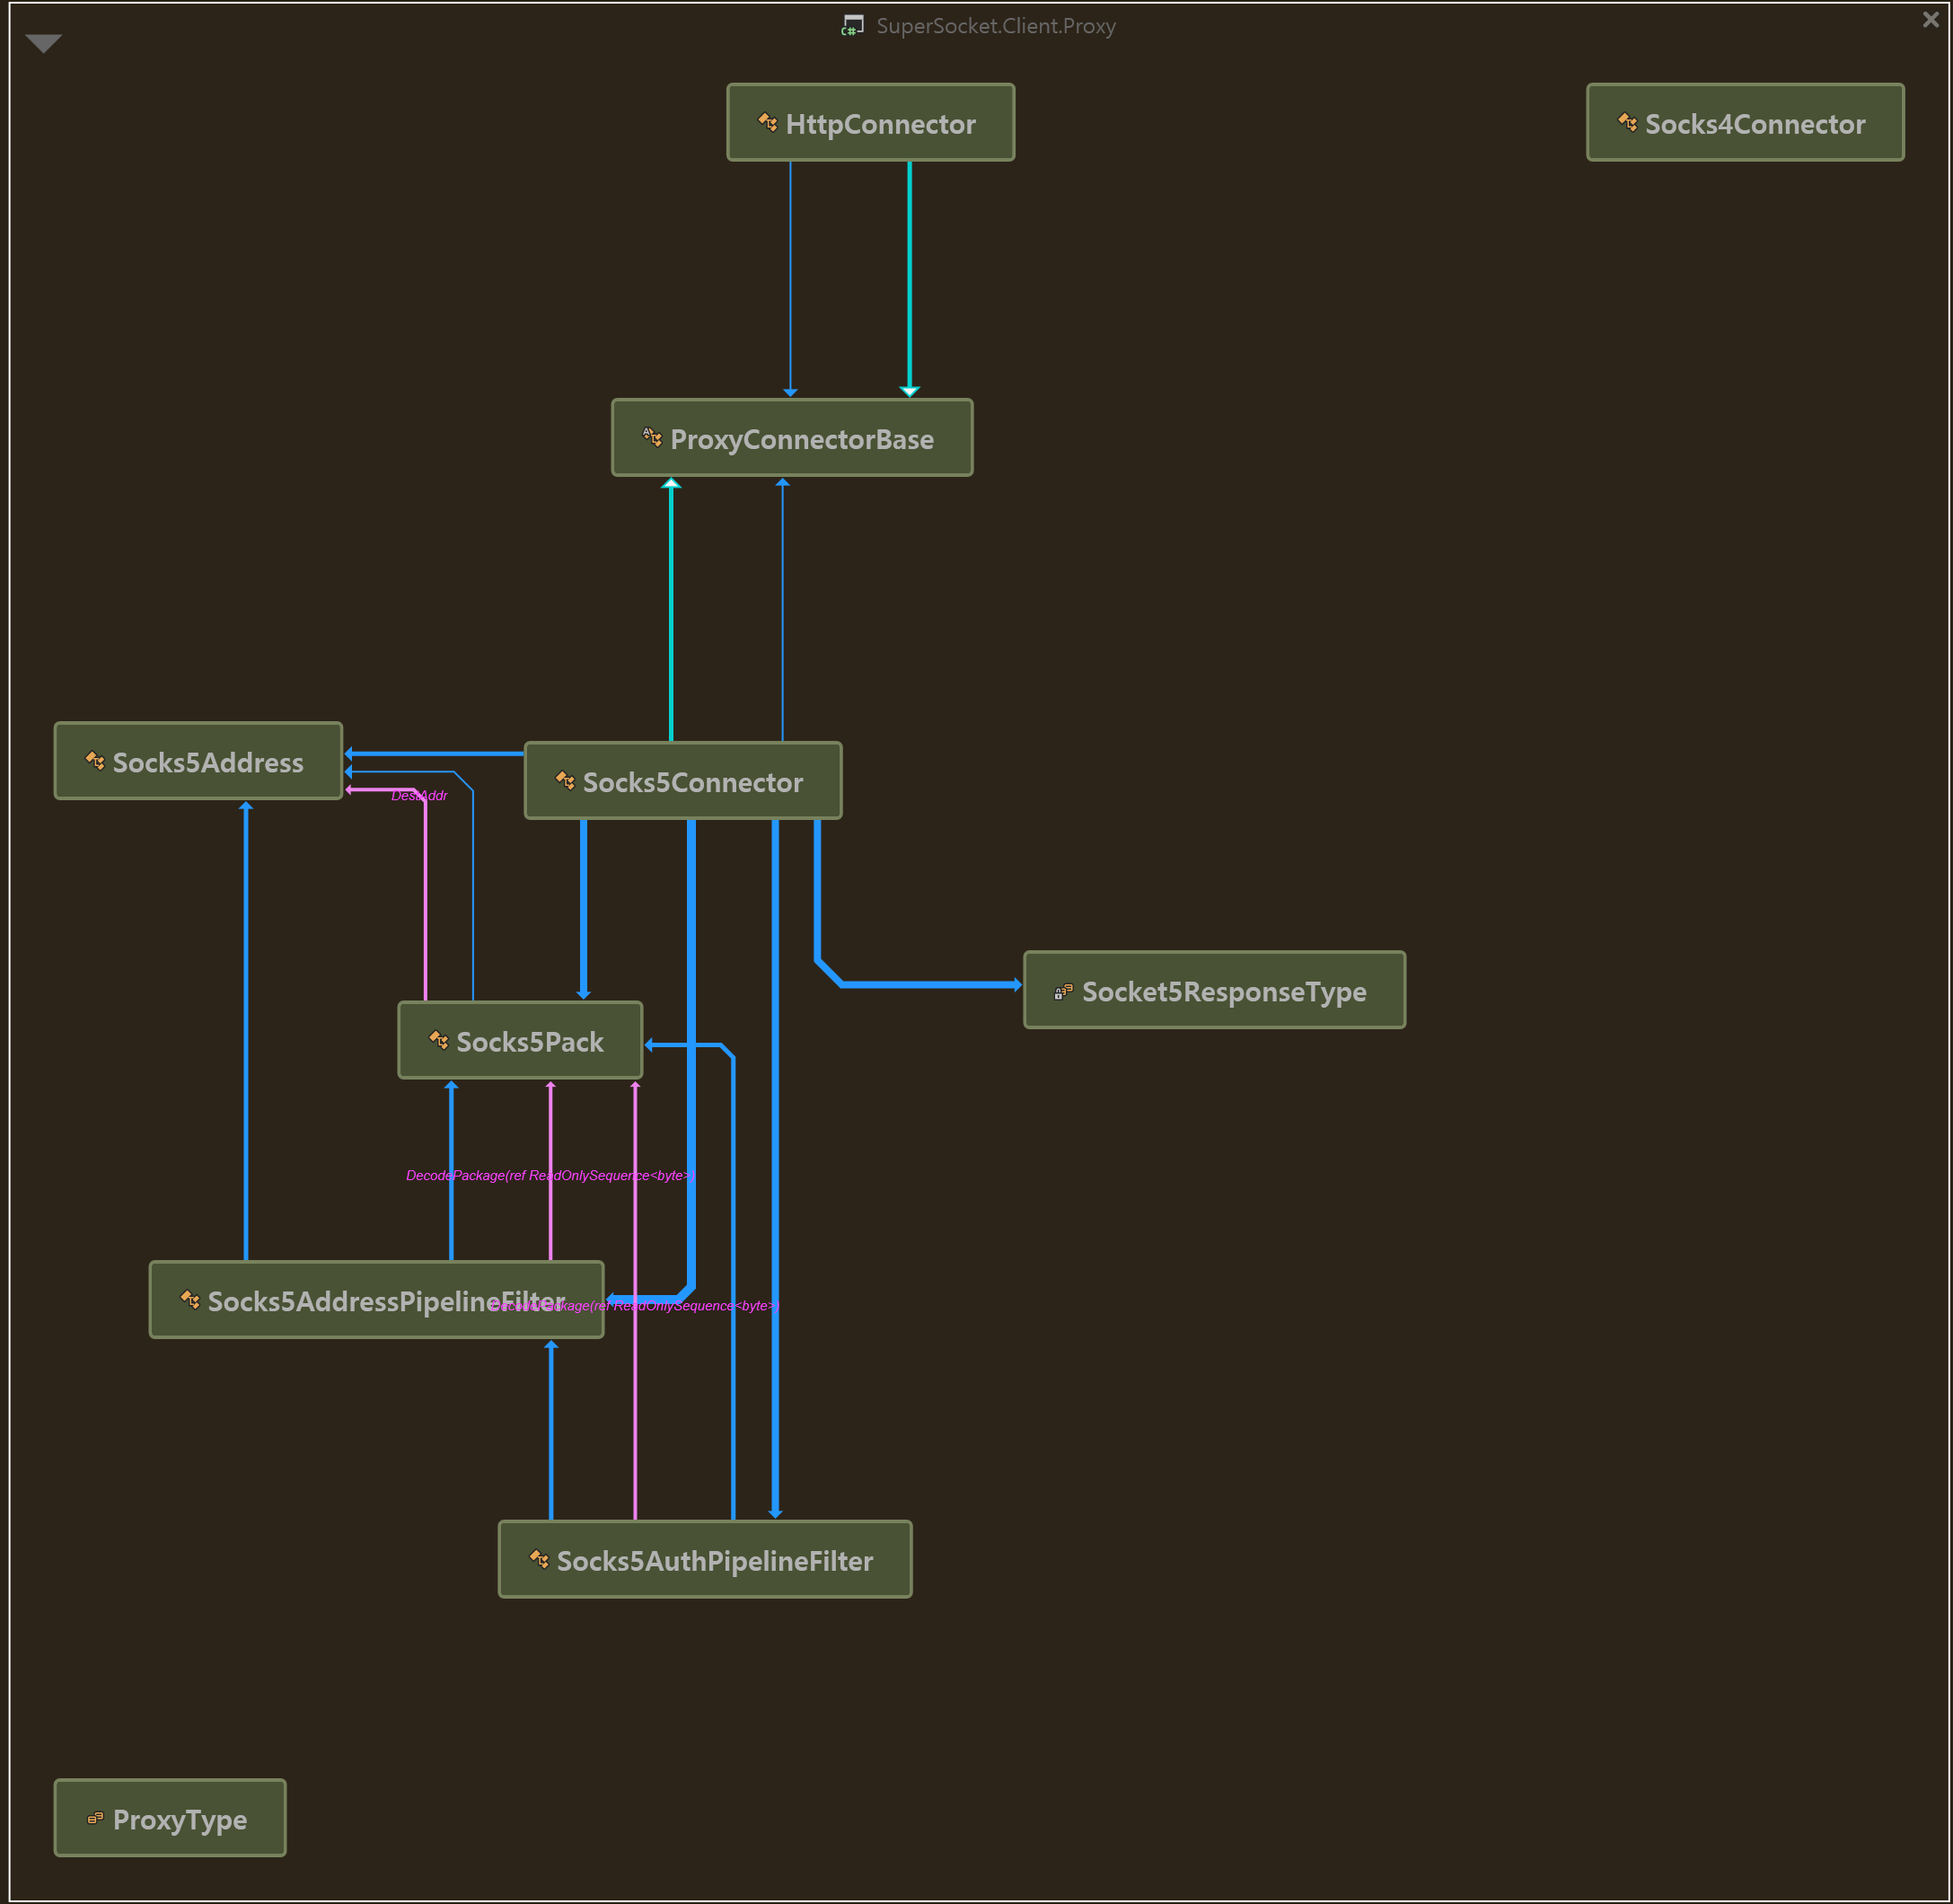 SuperSocket.Client.Proxy
HttpConnector
Socks4Connector
ProxyConnectorBase
Socks5Address
Socks5Connector
DestAddr
Socket5ResponseType
Socks5Pack
DecodePackage(ref ReadOnlySequence<byte>)
Socks5AddressPipelineFilter
DecodePackage(ref ReadOnlySequence<byte>)
Socks5AuthPipelineFilter
ProxyType